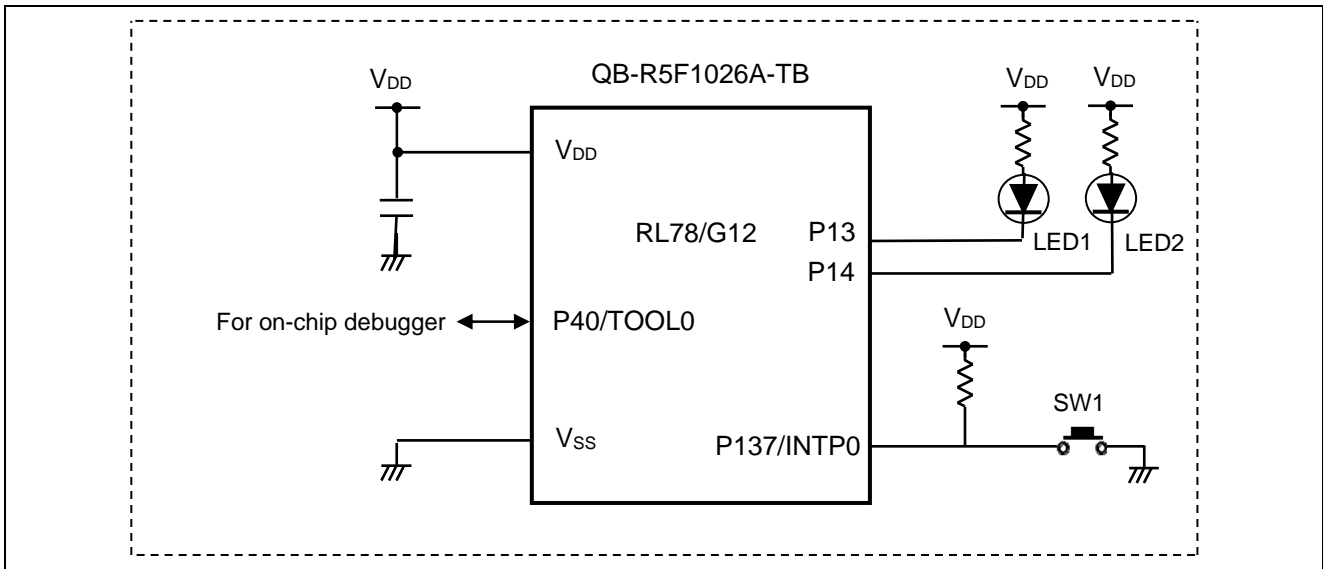 QB-R5F1026A-TB
VDD
VDD
VDD
VDD
RL78/G12
P13
LED1
LED2
P14
For on-chip debugger
P40/TOOL0
VDD
SW1
VSS
P137/INTP0